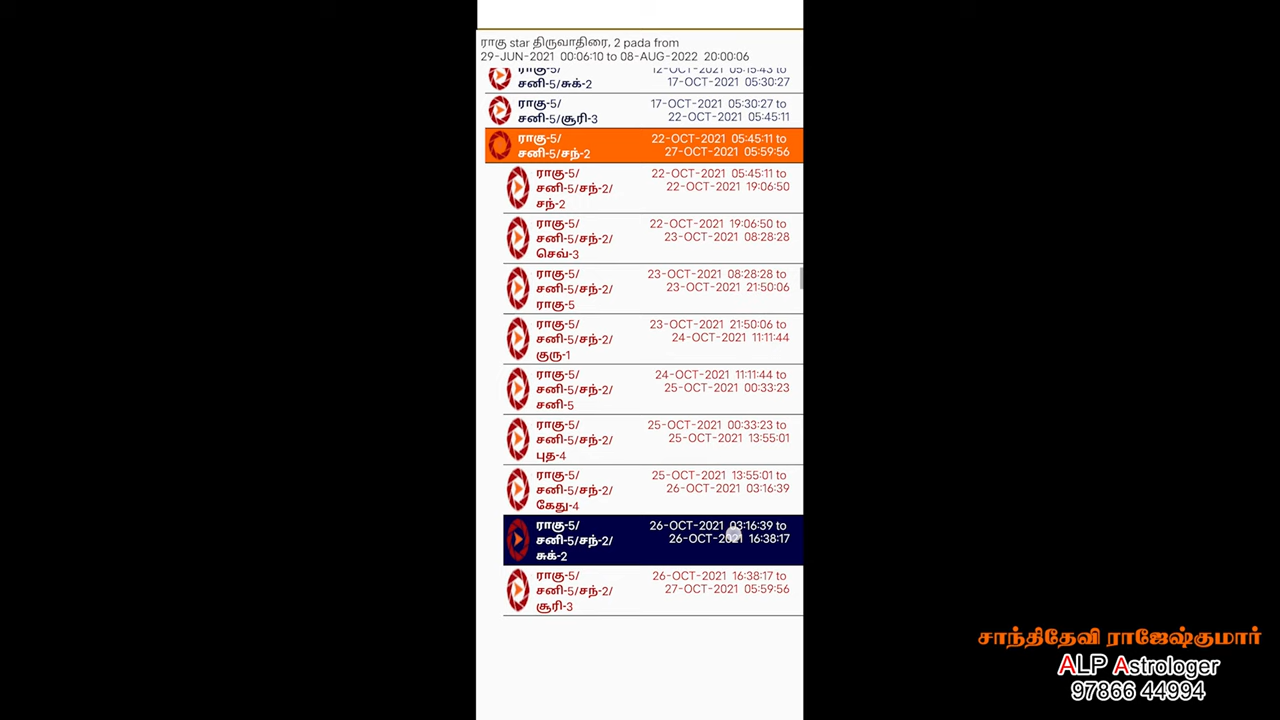 ராகு star திருவாதிரை, 2 pada from
29-JUN-2021 00:06:10 to 08-AUG-2022 20:00:06
ராகு-5/
சனி-5/சுக்-2
12-OCT-2021 05:15:43 to
17-OCT-2021 05:30:27
ராகு-5/
சனி-5/சூரி-3
17-OCT-2021 05:30:27 to
22-OCT-2021 05:45:11
ராகு-5/
சனி-5/சந்-2
22-OCT-2021 05:45:11 to
27-OCT-2021 05:59:56
ராகு-5/
சனி-5/சந்-2/
சந்-2
22-OCT-2021 05:45:11 to
22-OCT-2021 19:06:50
ராகு-5/
சனி-5/சந்-2/
செவ்-3
22-OCT-2021 19:06:50 to
23-OCT-2021 08:28:28
ராகு-5/
சனி-5/சந்-2/
ராகு-5
23-OCT-2021 08:28:28 to
23-OCT-2021 21:50:06
ராகு-5/
சனி-5/சந்-2/
குரு-1
23-OCT-2021 21:50:06 to
24-OCT-2021 11:11:44
ராகு-5/
சனி-5/சந்-2/
சனி-5
24-OCT-2021 11:11:44 to
25-OCT-2021 00:33:23
ராகு-5/
சனி-5/சந்-2/
புத-4
25-OCT-2021 00:33:23 to
25-OCT-2021 13:55:01
ராகு-5/
சனி-5/சந்-2/
கேது-4
25-OCT-2021 13:55:01 to
26-OCT-2021 03:16:39
ராகு-5/
சனி-5/சந்-2/
சுக்-2
26-OCT-2021 03:16:39 to
26-OCT-2021 16:38:17
ராகு-5/
சனி-5/சந்-2/
சூரி-3
26-OCT-2021 16:38:17 to
27-OCT-2021 05:59:56
சாந்திதேவி ராஜேஷ்குமார்
ALP Astrologer
97866 44994